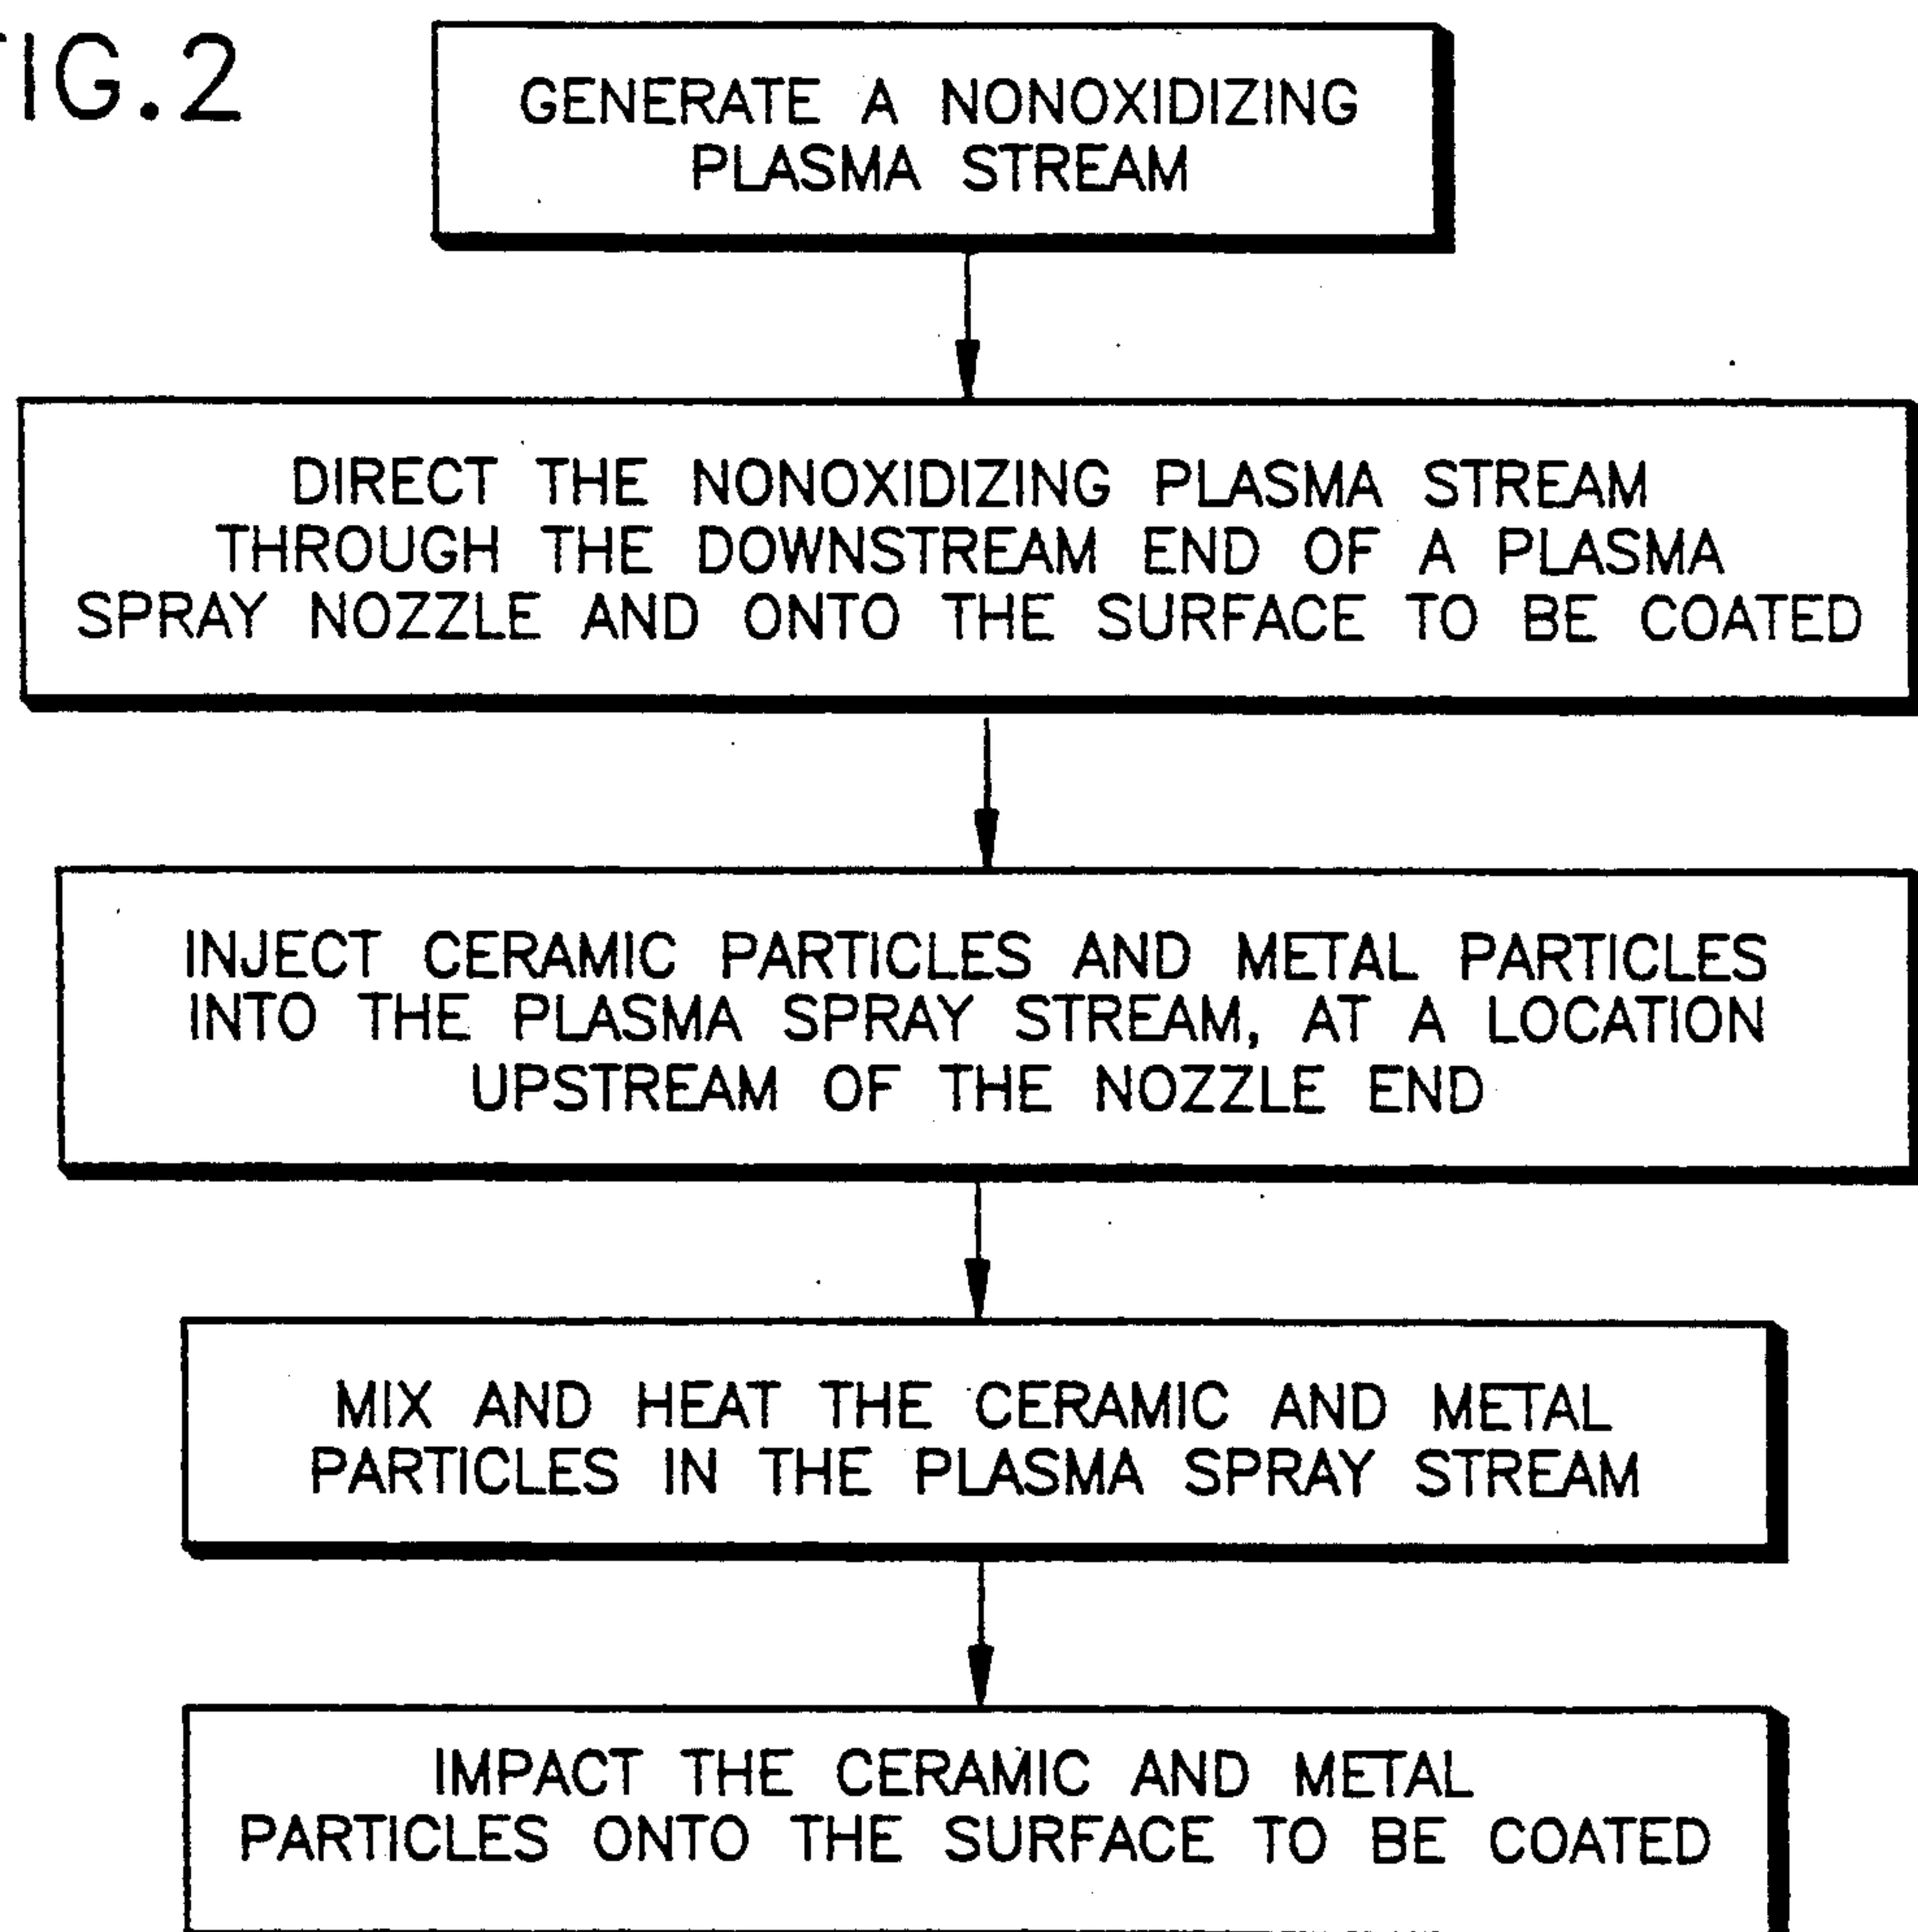 FIG.2
GENERATE A NONOXIDIZING
PLASMA STREAM
DIRECT THE NONOXIDIZING PLASMA STREAM
THROUGH THE DOWNSTREAM END OF A PLASMA
SPRAY NOZZLE AND ONTO THE SURFACE TO BE COATED
INJECT CERAMIC PARTICLES AND METAL PARTICLES
INTO THE PLASMA SPRAY STREAM, AT A LOCATION
UPSTREAM OF THE NOZZLE END
MIX AND HEAT THE CERAMIC AND METAL
PARTICLES IN THE PLASMA SPRAY STREAM
IMPACT THE CERAMIC AND METAL
PARTICLES ONTO THE SURFACE TO BE COATED